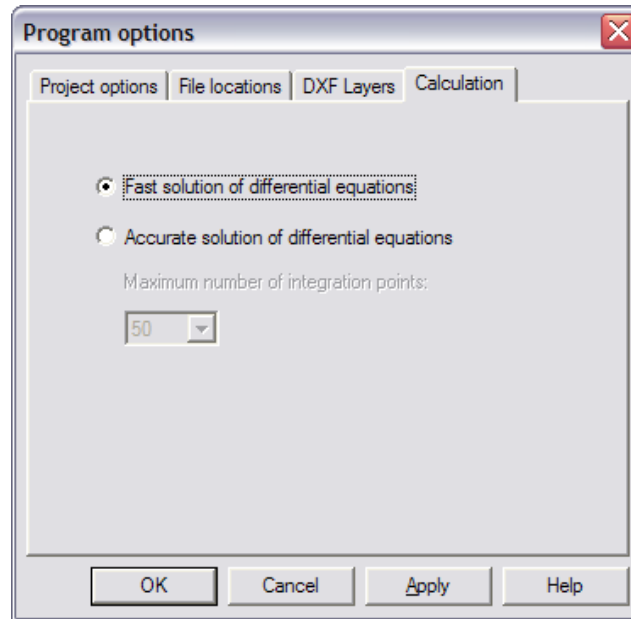 Program options
Project options File locations DXF Layers Calculation
Fast solution of differential equations
Accurate solution of differential equations
Maximum number of integration points:
50
OK Cancel Apply Help